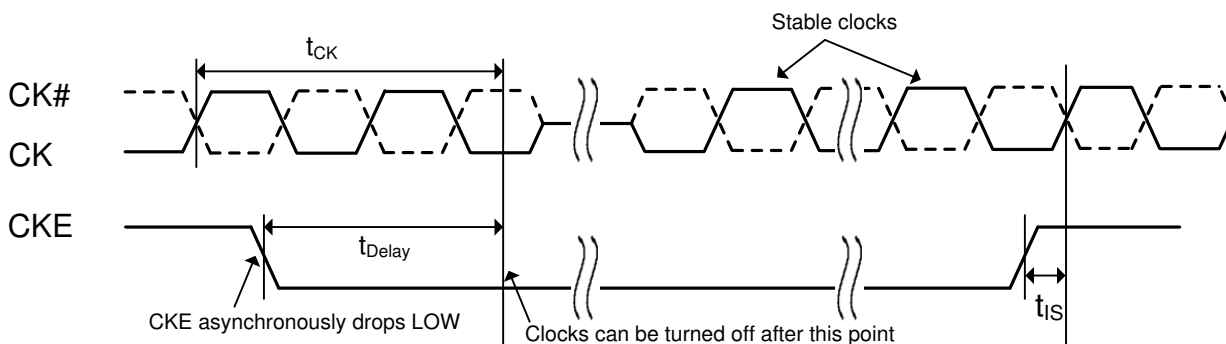 Stable clocks
tCK
CK#
CK
CKE
tDelay
tIS
CKE asynchronously drops LOW
Clocks can be turned off after this point